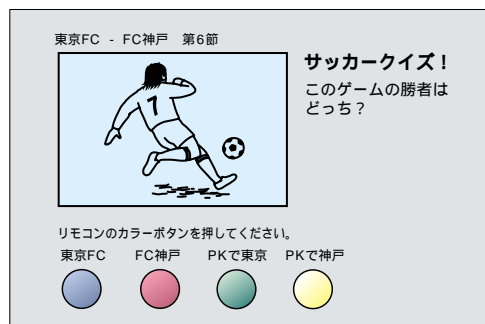 東京FC - FC神戸 第6節
サッカークイズ！
このゲームの勝者は
どっち？
7
リモコンのカラーボタンを押してください。
東京FC FC神戸 PKで東京 PKで神戸